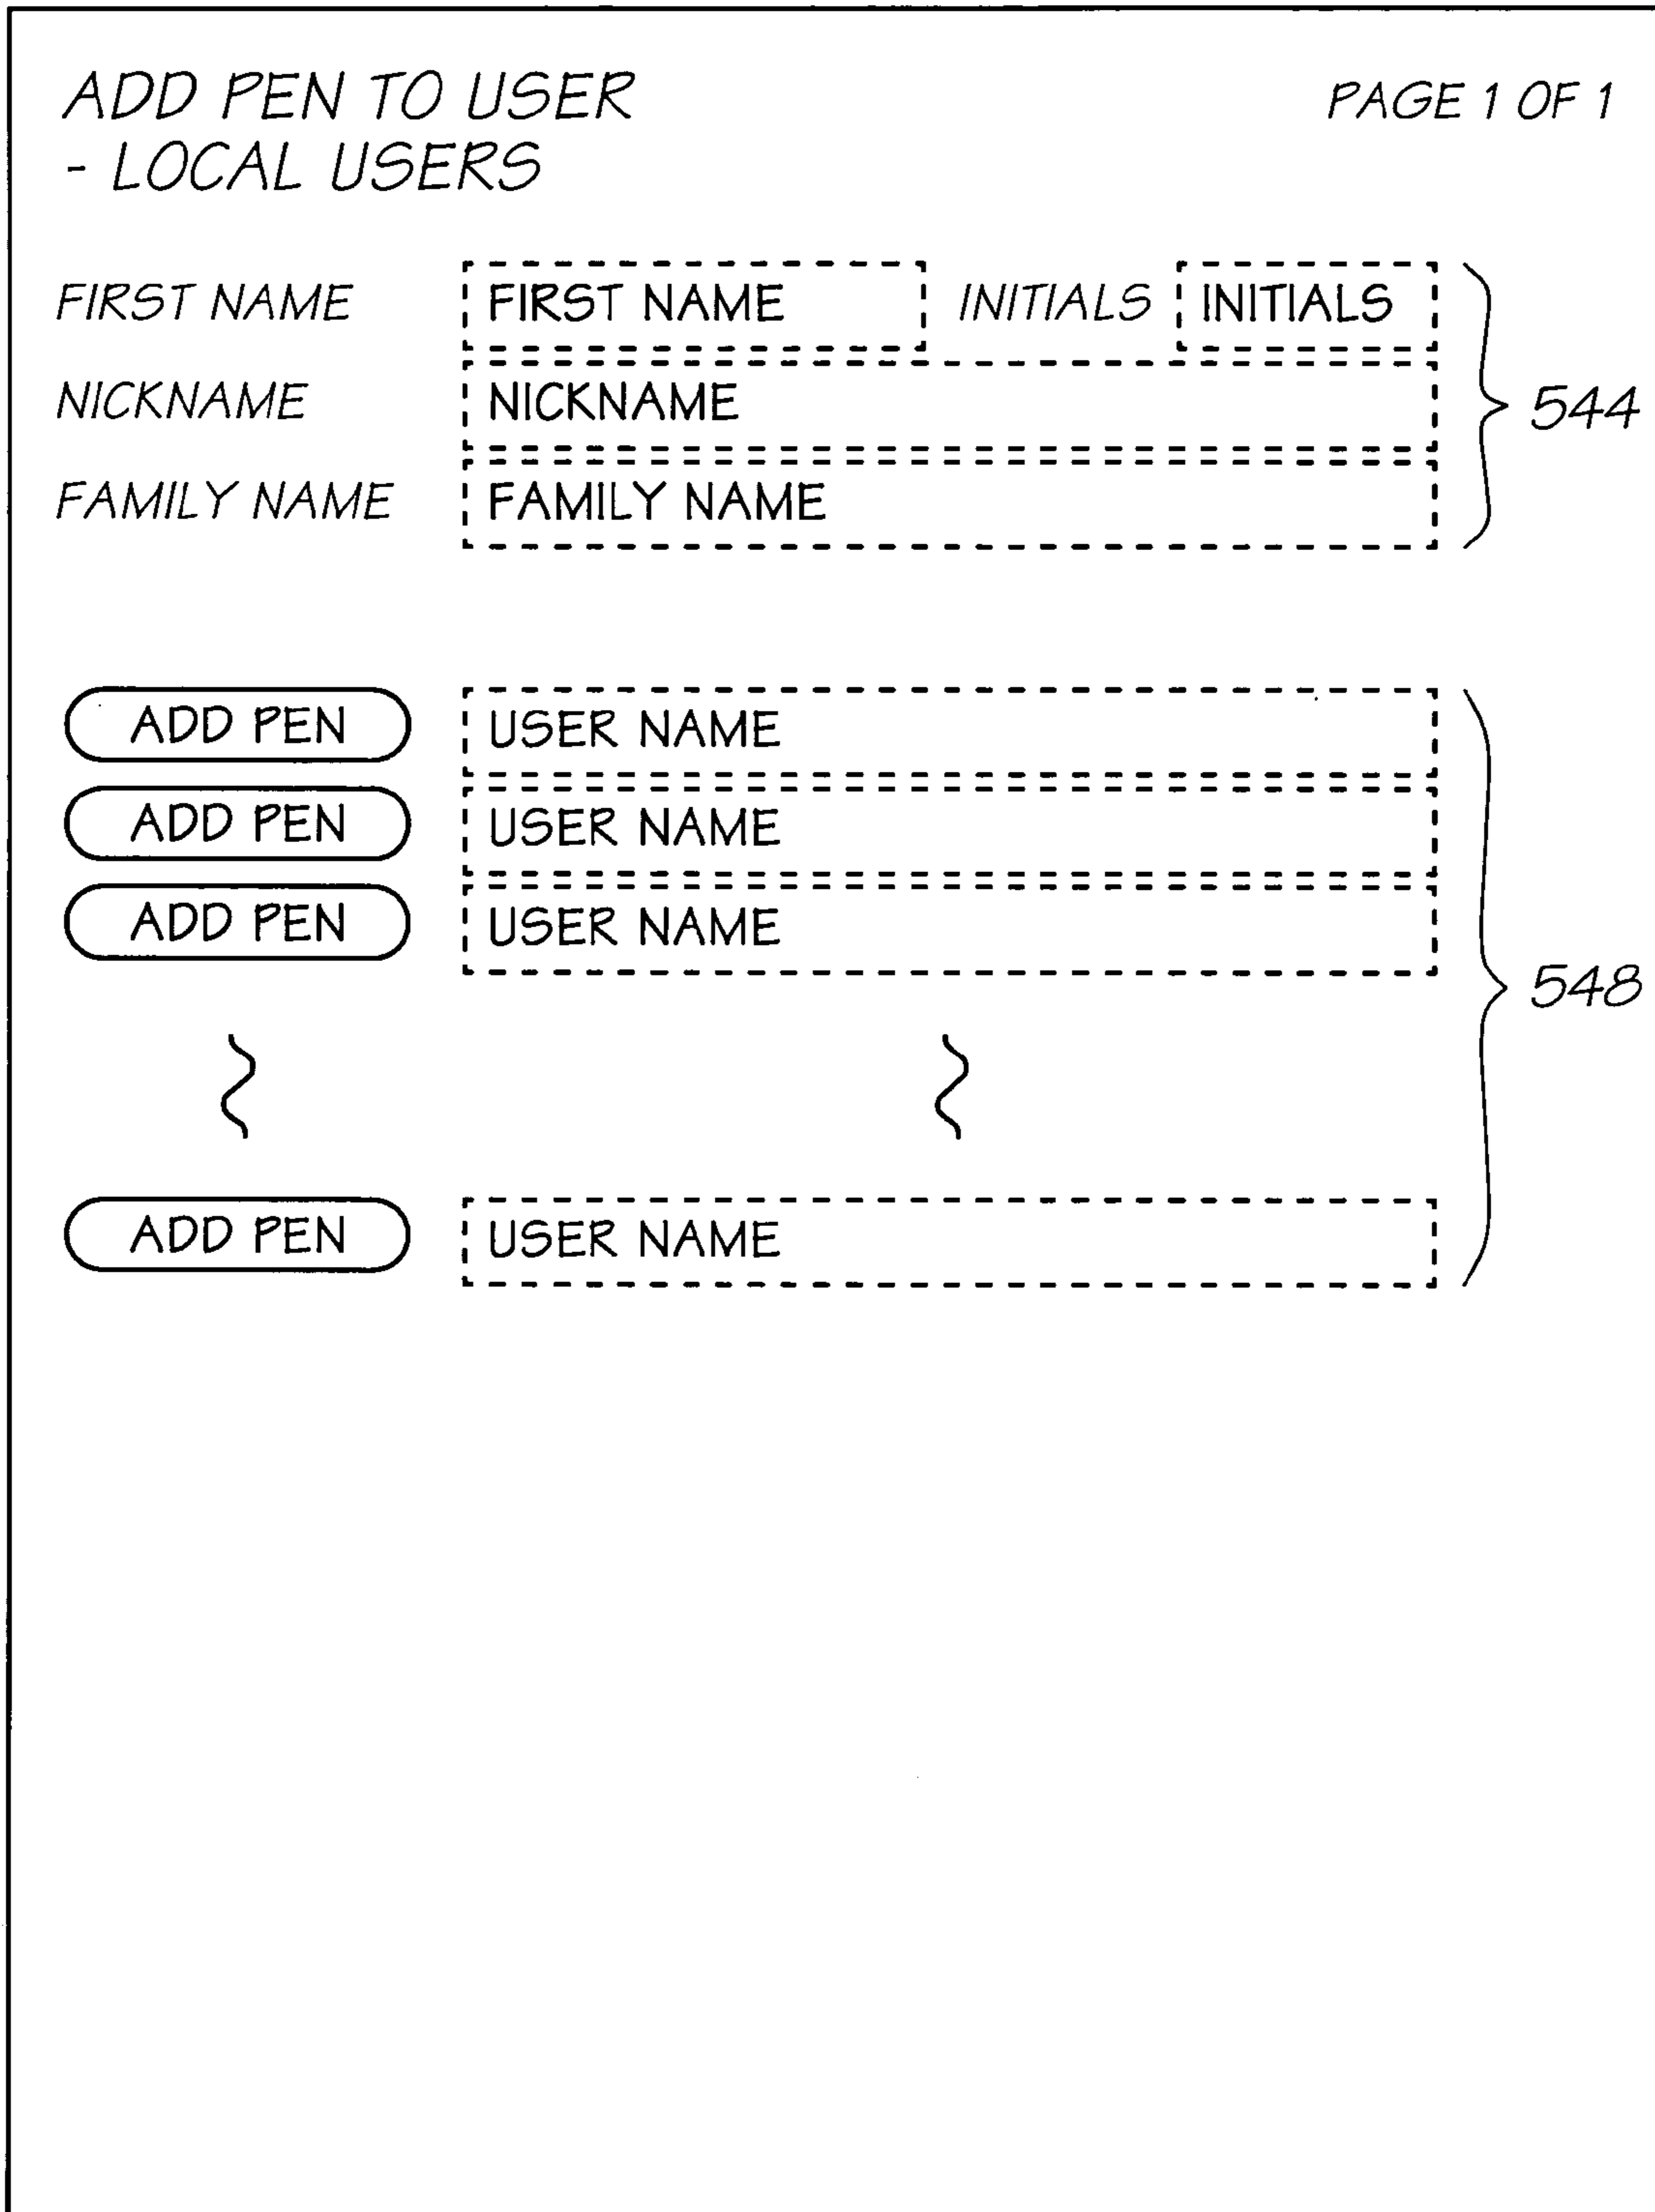 ADD PEN TO USER PAGE 1 OF 1
- LOCAL USERS
FIRST NAME FIRST NAME INITIALS INITIALS
NICKNAME NICKNAME 544
FAMILY NAME FAMILY NAME
ADD PEN USER NAME
ADD PEN USER NAME
ADD PEN USER NAME
548
ADD PEN USER NAME